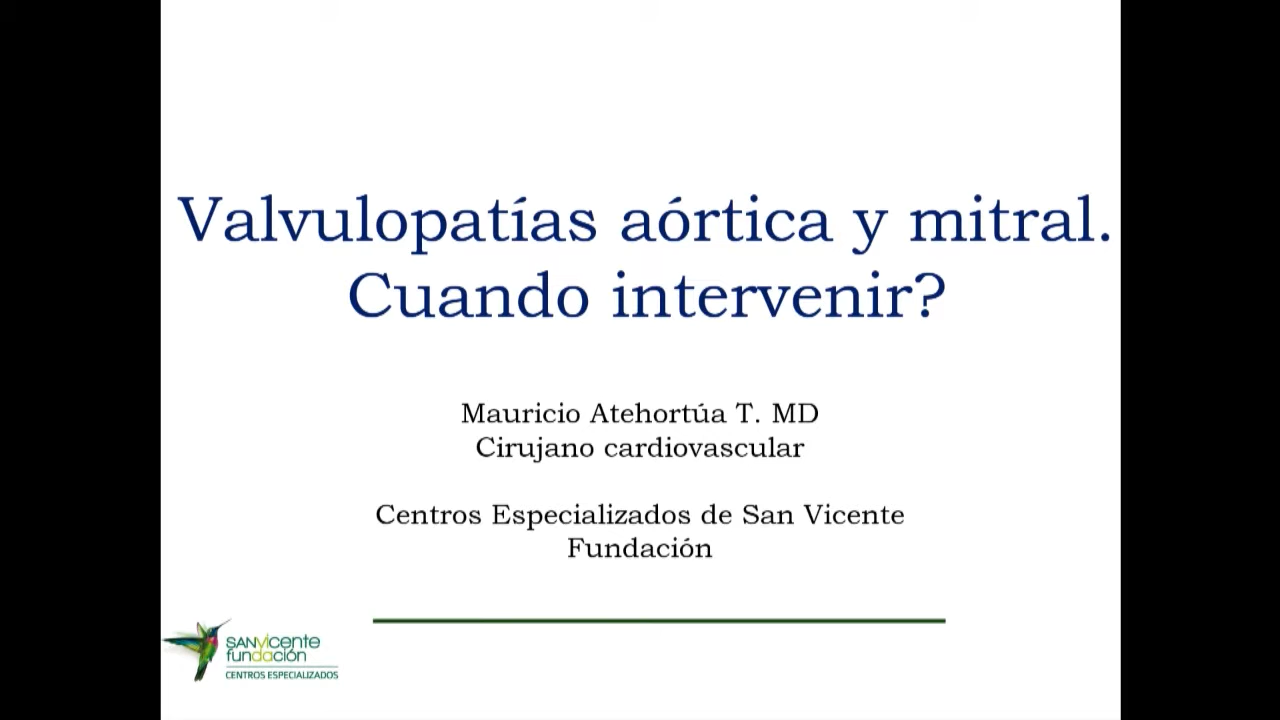 Valvulopatías aórtica y mitral.
Cuando intervenir?
Mauricio Atehortúa T. MD
Cirujano cardiovascular
Centros Especializados de San Vicente
Fundación
SANVICENTE
FUNDACIÓN
CENTROS ESPECIALIZADOS